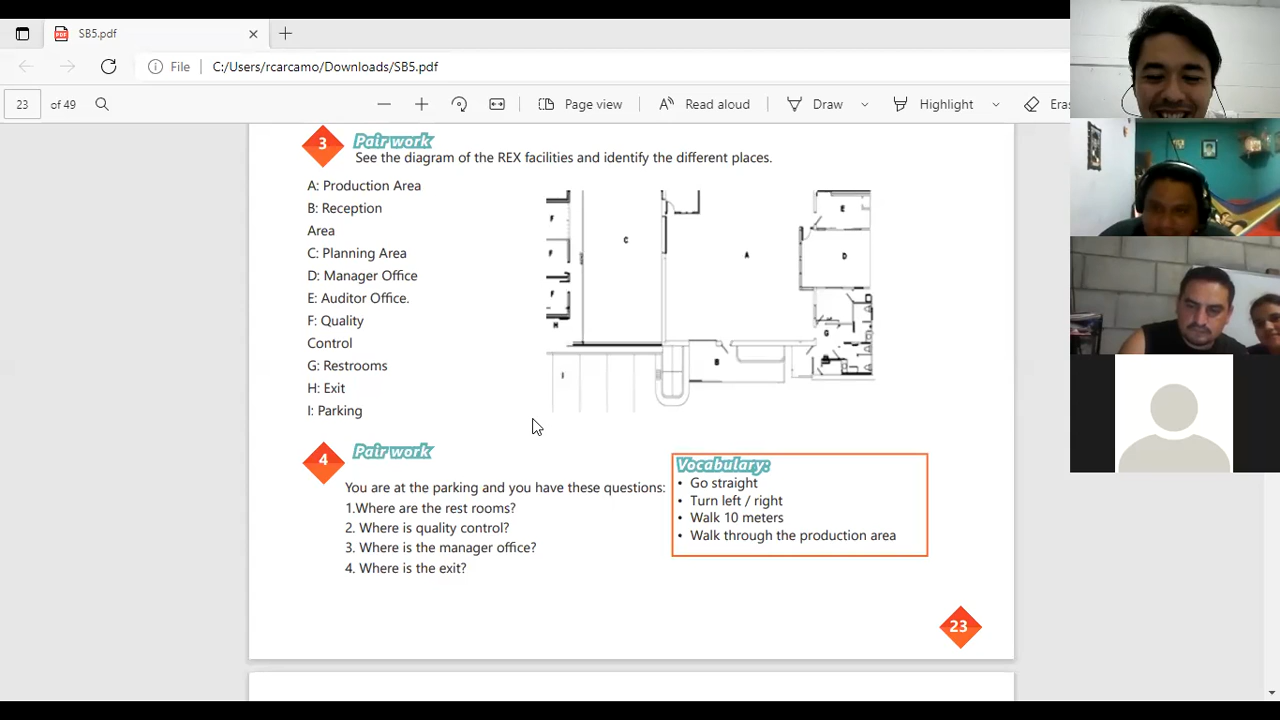 SB5.pdf
File
C:/Users/rcarcamo/Downloads/SB5.pdf
23
of 49
Page view
Read aloud
Draw
Highlight
Eras
3
Pair work
See the diagram of the REX facilities and identify the different places.
A: Production Area
B: Reception
Area
C: Planning Area
D: Manager Office
E: Auditor Office.
F: Quality
Control
G: Restrooms
H: Exit
I: Parking
F
F
F
H
I
C
A
B
E
D
G
4
Pair work
You are at the parking and you have these questions:
1.Where are the rest rooms?
2. Where is quality control?
3. Where is the manager office?
4. Where is the exit?
Vocabulary:
• Go straight
• Turn left / right
• Walk 10 meters
• Walk through the production area
23